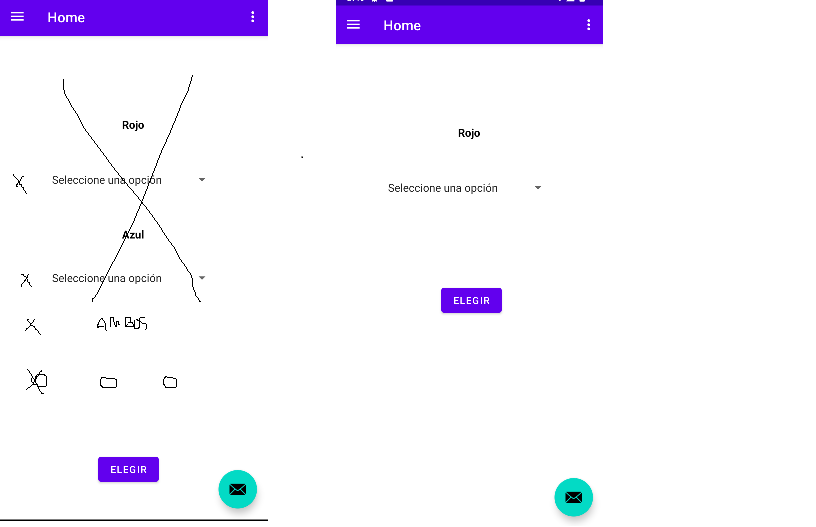 Home
Rojo
Seleccione una opción
Azul
Seleccione una opción
AMBOS
ELEGIR
Home
Rojo
Seleccione una opción
ELEGIR